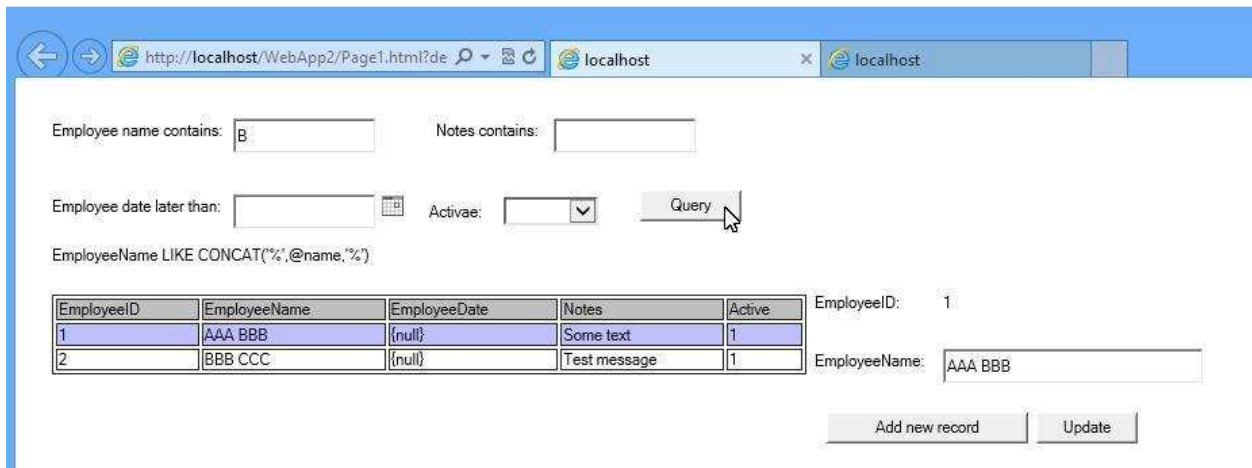 http://localhost/WebApp2/Page1.html?de
localhost
localhost
Employee name contains: B
Notes contains:
Employee date later than:
Activae:
Query
EmployeeName LIKE CONCAT('%',@name,'%')
EmployeeID EmployeeName EmployeeDate Notes Active
1 AAA BBB {null} Some text 1
2 BBB CCC {null} Test message 1
EmployeeID: 1
EmployeeName: AAA BBB
Add new record Update